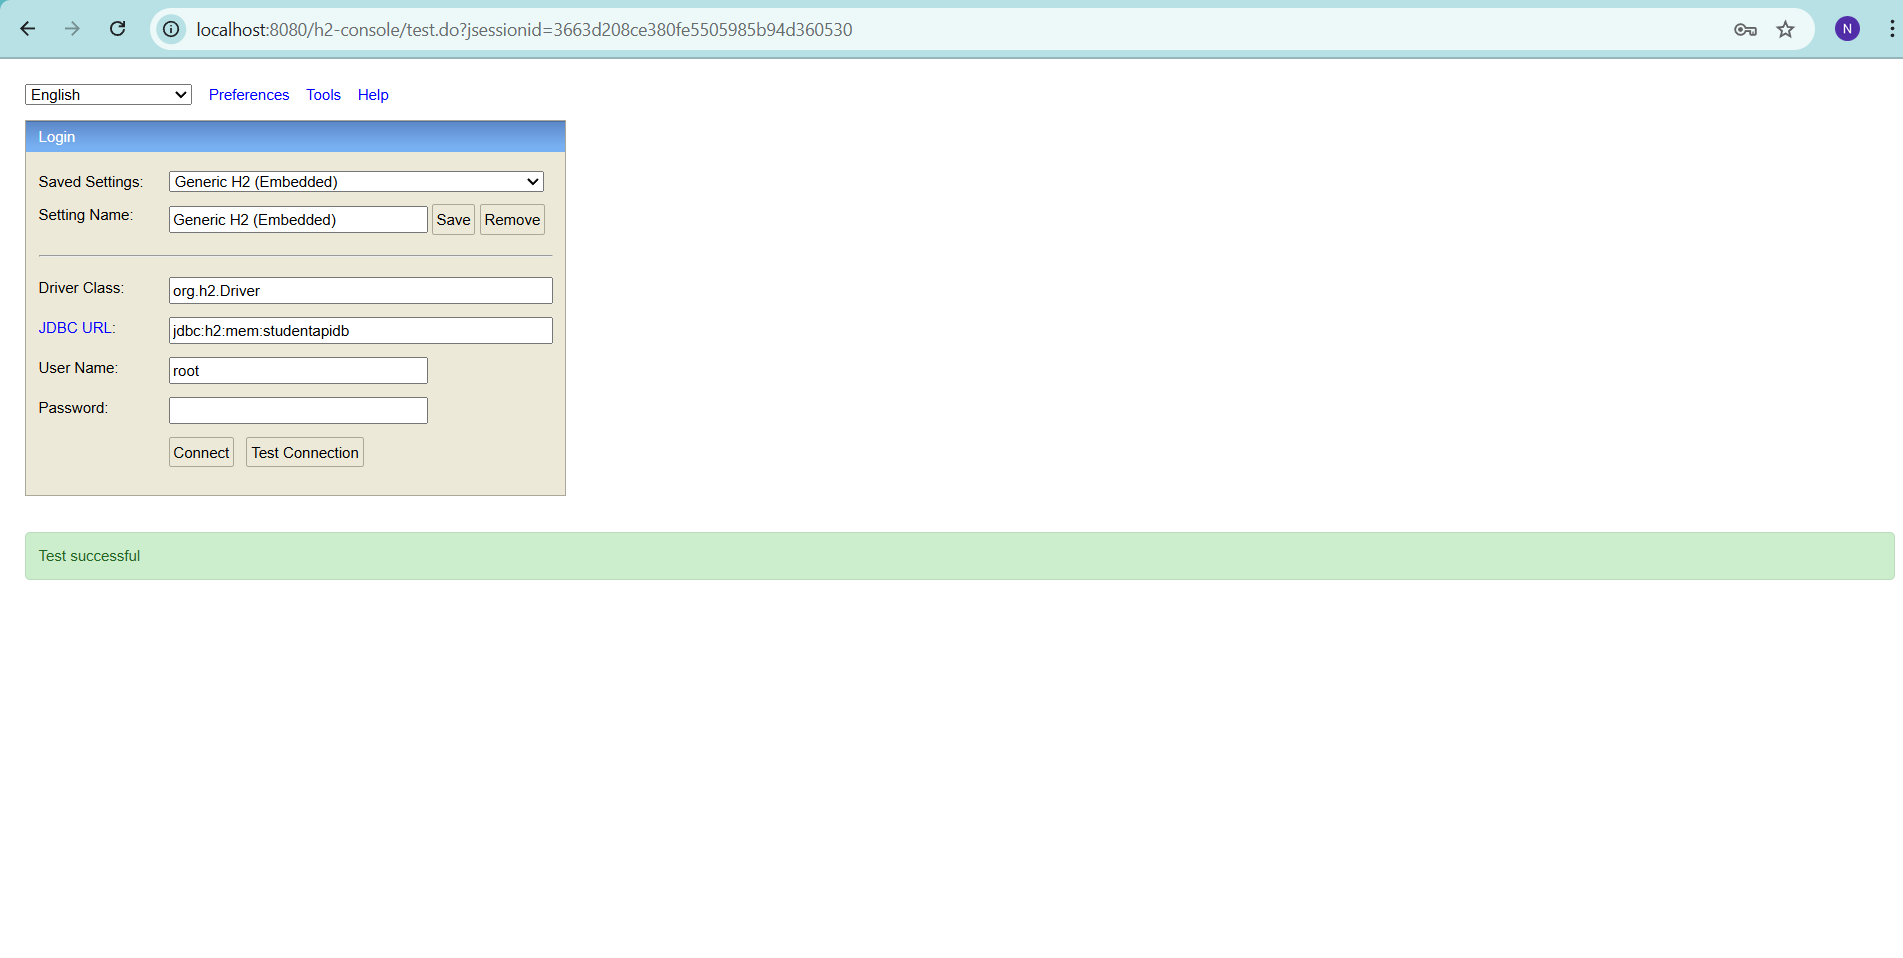 localhost:8080/h2-console/test.do?jsessionid=3663d208ce380fe5505985b94d360530
N
English Preferences Tools Help
Login
Saved Settings: Generic H2 (Embedded)
Setting Name: Generic H2 (Embedded) Save Remove
Driver Class: org.h2.Driver
JDBC URL: jdbc:h2:mem:studentapidb
User Name: root
Password:
Connect Test Connection
Test successful